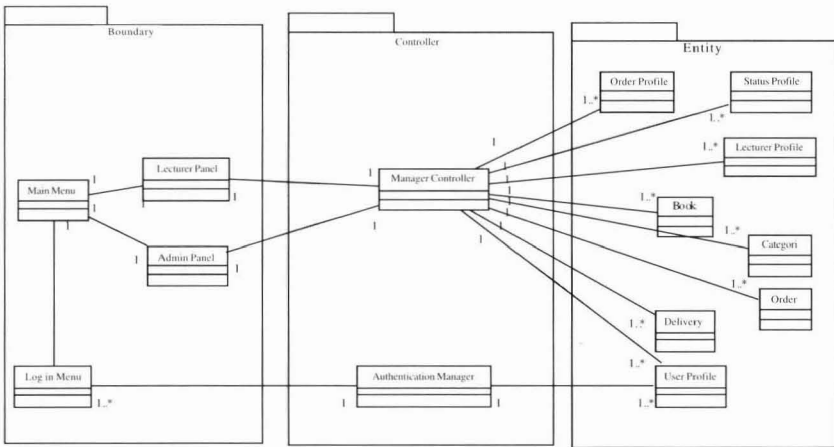 Boundary
Controller
Entity
Order Profile
Status Profile
1..*
1..*
1
Lecturer Profile
1..*
1
Lecturer Panel
1
Manager Controller
1
Main Menu
1
1
1
1
1
1
1..*
Book
1
1
1
1
1
1
1..*
Categori
1
Admin Panel
1
1..*
Order
Delivery
1..*
1..*
Log in Menu
Authentication Manager
User Profile
1..*
1
1
1..*